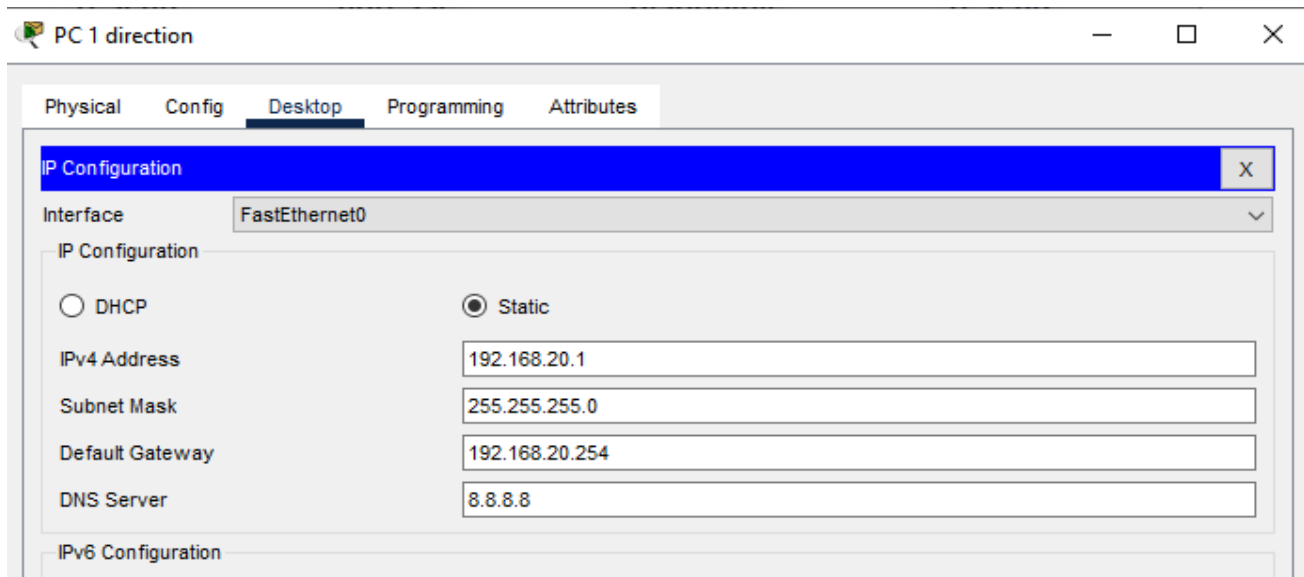 PC 1 direction
Physical Config Desktop Programming Attributes
IP Configuration X
Interface FastEthernet0
IP Configuration
DHCP Static
IPv4 Address 192.168.20.1
Subnet Mask 255.255.255.0
Default Gateway 192.168.20.254
DNS Server 8.8.8.8
IPv6 Configuration